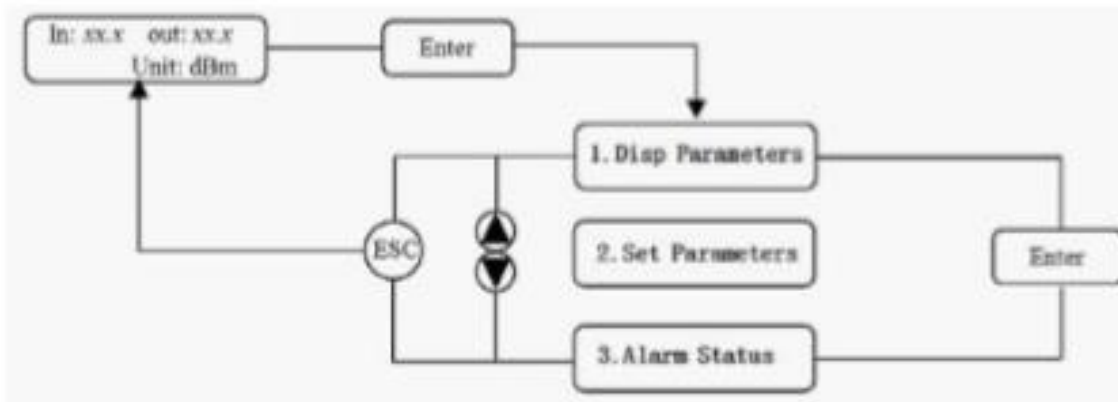 In: xx.x out: xx.x
Unit: dBm
Enter
1.Disp Parameters
ESC
2.Set Parameters
Enter
3.Alarm Status